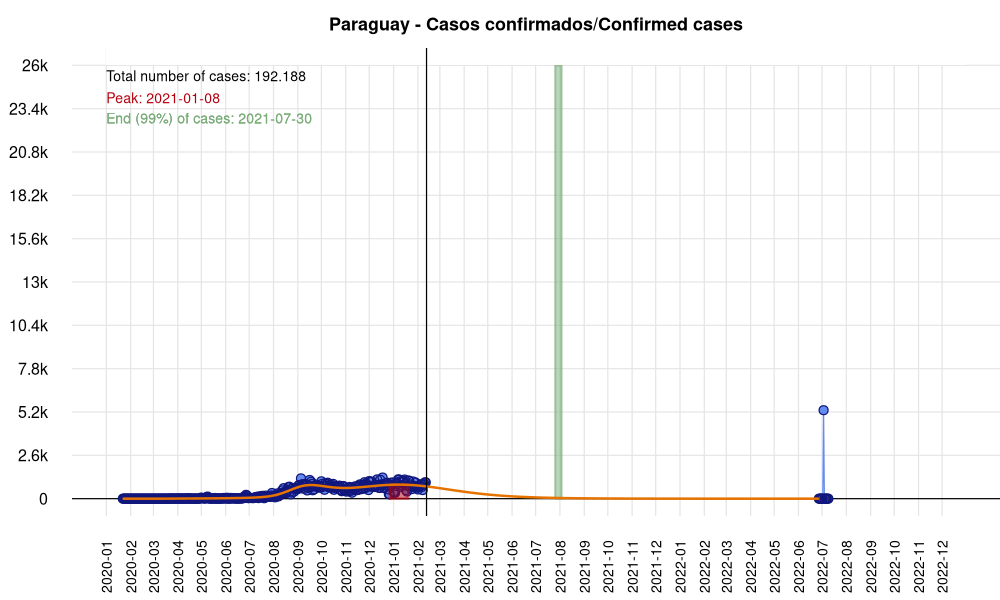 Paraguay - Casos confirmados/Confirmed cases
Total number of cases: 192.188
Peak: 2021-01-08
End (99%) of cases: 2021-07-30
26k
23.4k
20.8k
18.2k
15.6k
13k
10.4k
7.8k
5.2k
2.6k
0
2020-01
2020-02
2020-03
2020-04
2020-05
2020-06
2020-07
2020-08
2020-09
2020-10
2020-11
2020-12
2021-01
2021-02
2021-03
2021-04
2021-05
2021-06
2021-07
2021-08
2021-09
2021-10
2021-11
2021-12
2022-01
2022-02
2022-03
2022-04
2022-05
2022-06
2022-07
2022-08
2022-09
2022-10
2022-11
2022-12